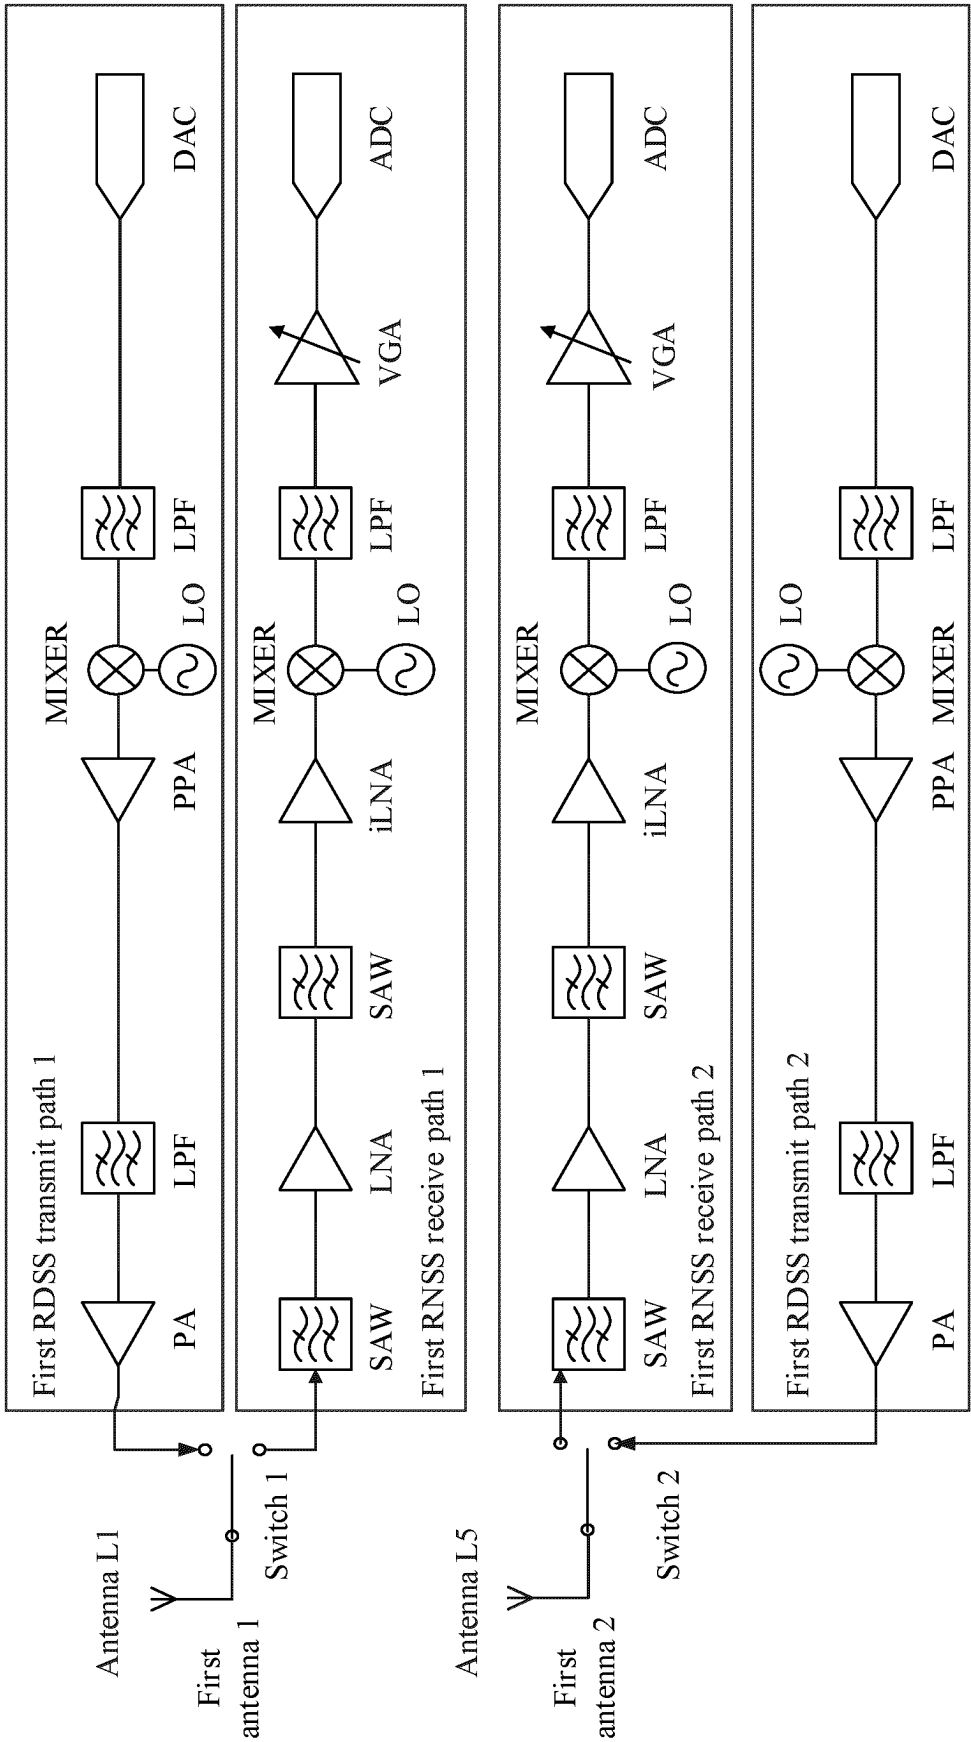 First RDSS transmit path 1
PA
LPF
PPA
MIXER
LO
LPF
DAC
Antenna L1
First
antenna 1
Switch 1
First RNSS receive path 1
SAW
LNA
SAW
iLNA
MIXER
LO
LPF
VGA
ADC
Antenna L5
First
antenna 2
Switch 2
First RNSS receive path 2
SAW
LNA
SAW
iLNA
MIXER
LO
LPF
VGA
ADC
First RDSS transmit path 2
PA
LPF
PPA
MIXER
LO
LPF
DAC